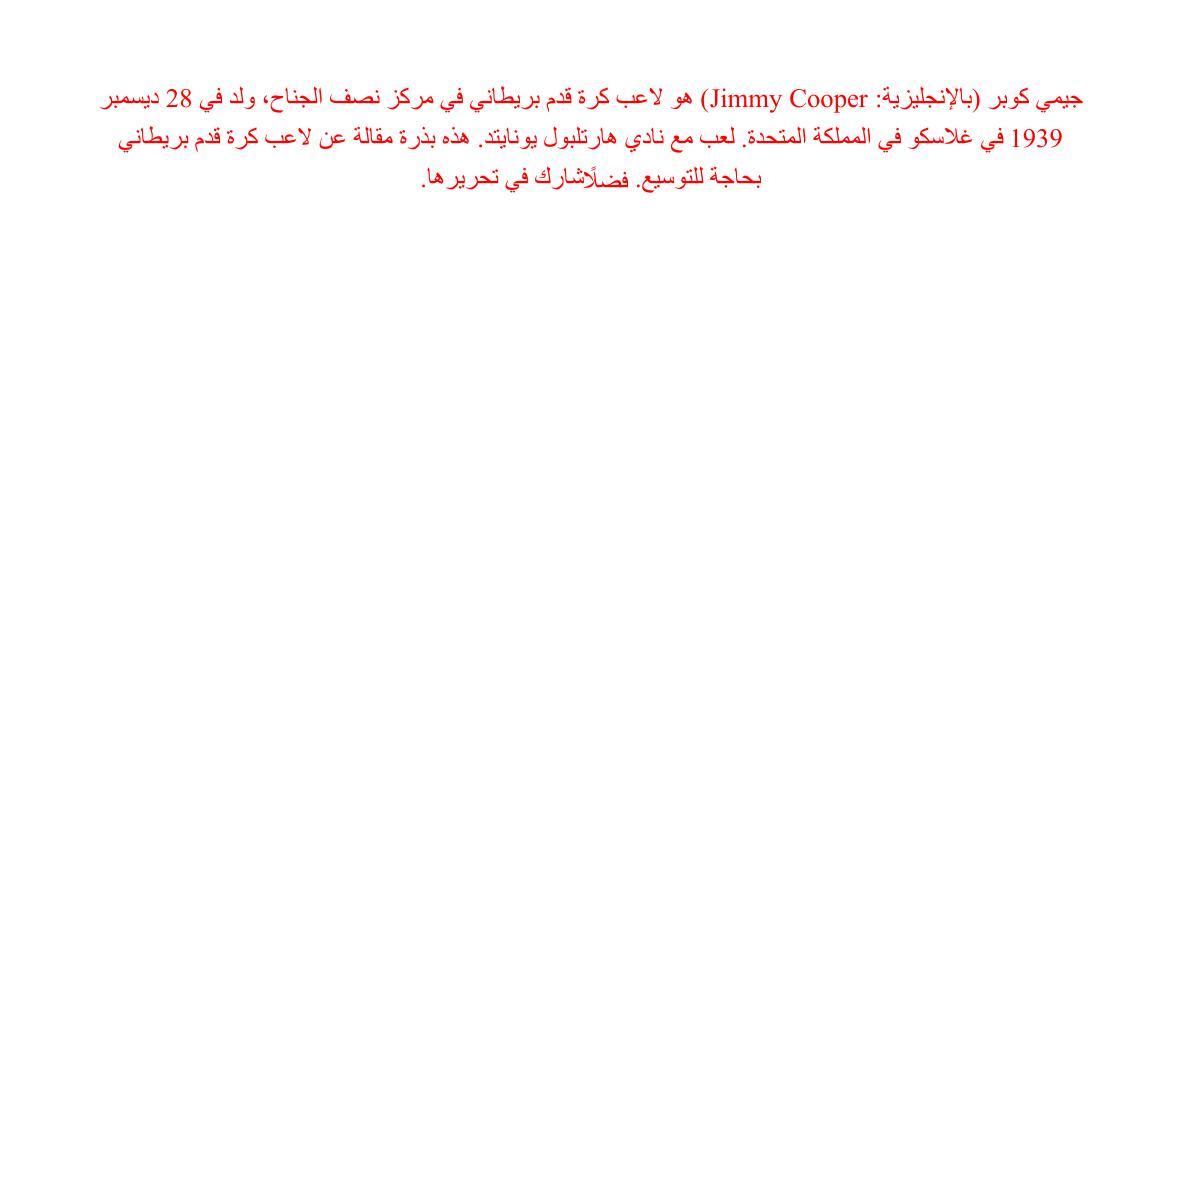 جيمي كوبر (بالإنجليزية: Jimmy Cooper) هو لاعب كرة قدم بريطاني في مركز نصف الجناح، ولد في 28 ديسمبر
1939 في غلاسكو في المملكة المتحدة. لعب مع نادي هارتلبول يونايتد. هذه بذرة مقالة عن لاعب كرة قدم بريطاني
بحاجة للتوسيع. فضلًاشارك في تحريرها.